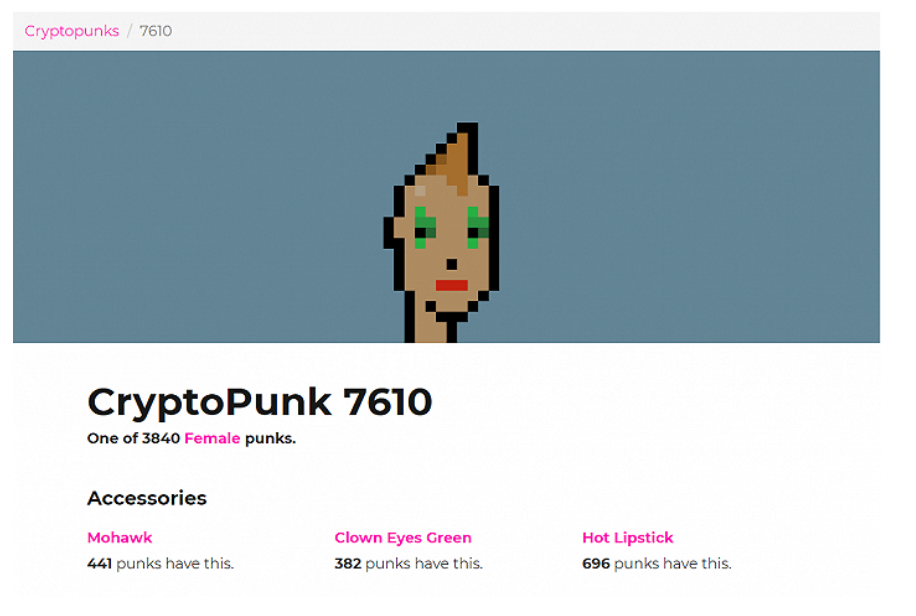 Cryptopunks / 7610
CryptoPunk 7610
One of 3840 Female punks.
Accessories
Mohawk Clown Eyes Green Hot Lipstick
441 punks have this. 382 punks have this. 696 punks have this.